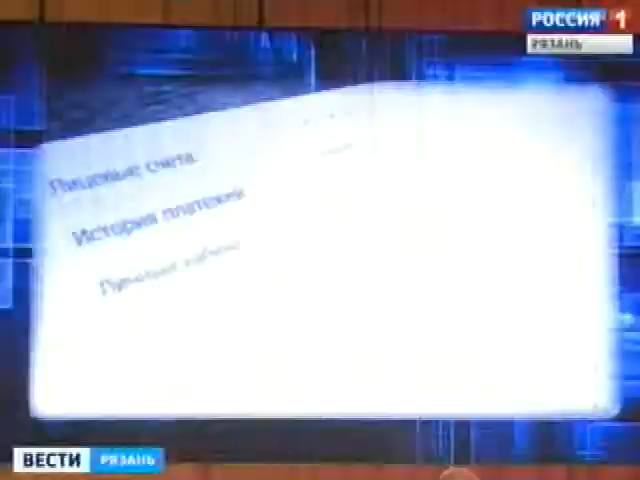 РОССИЯ 1
РЯЗАНЬ
Лицевые счета
История платежей
ВЕСТИ РЯЗАНЬ